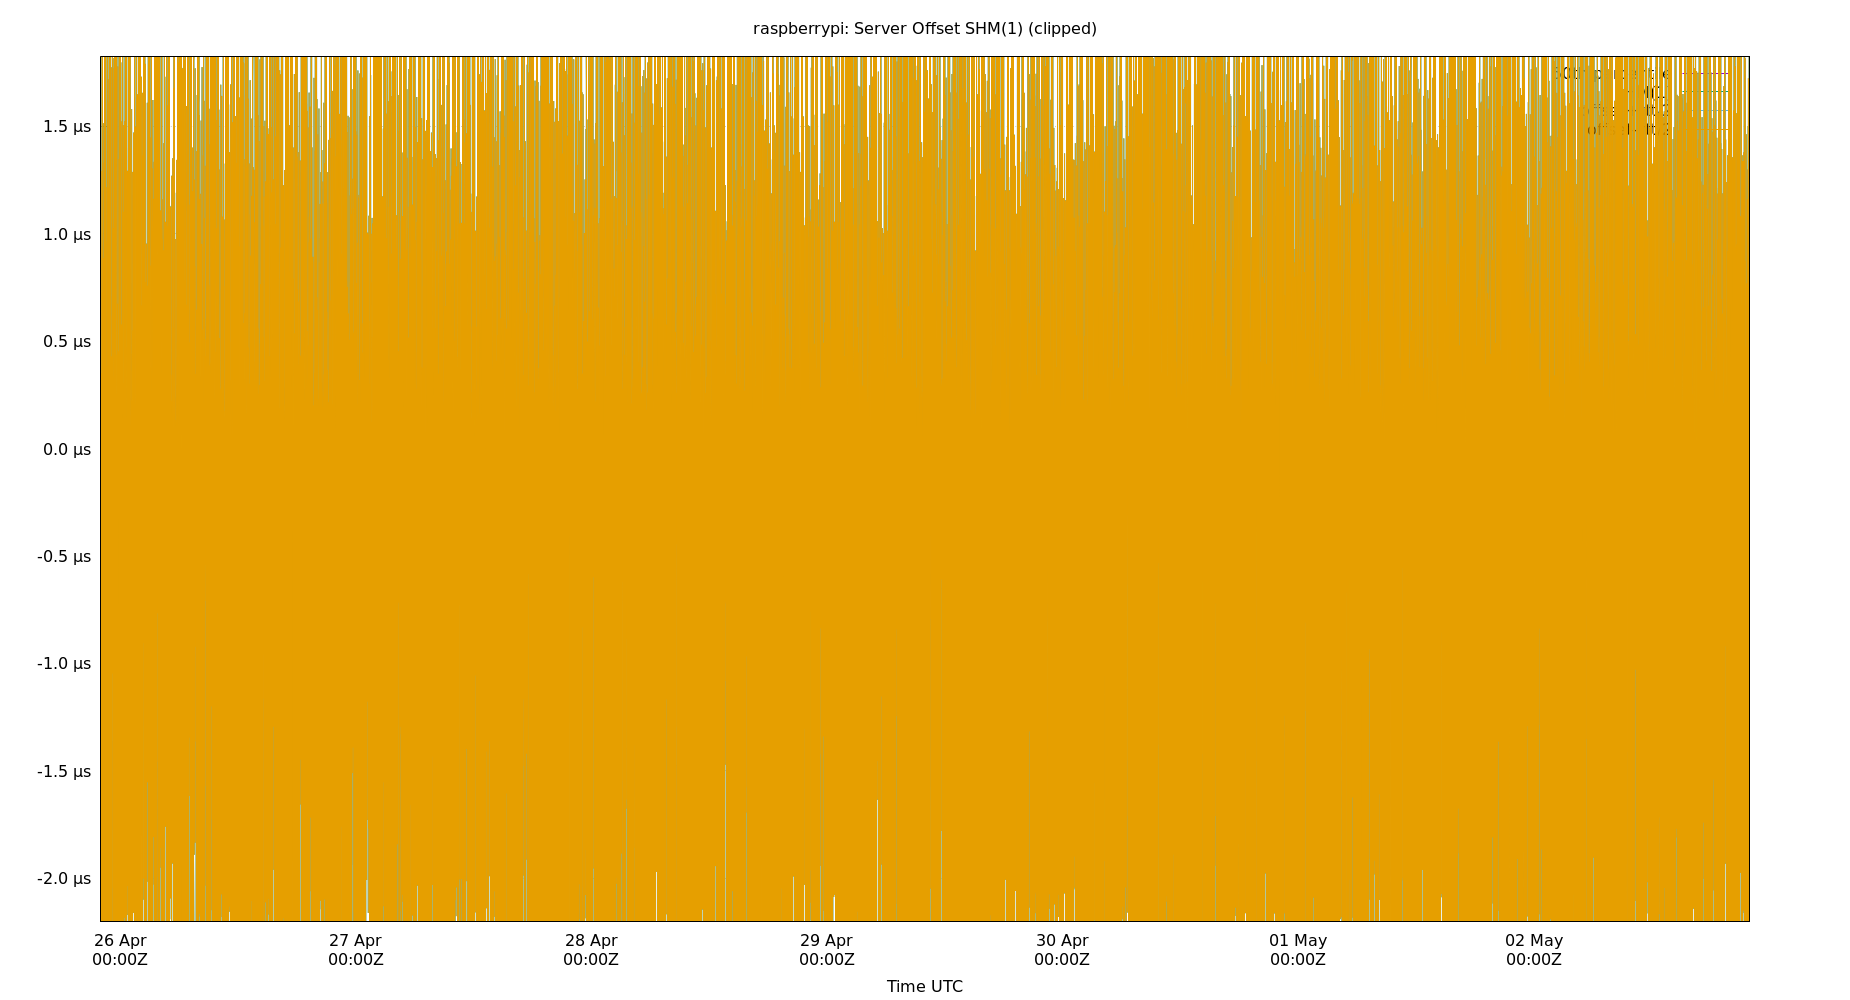 raspberrypi: Server Offset SHM(1) (clipped)
1.5 µs
1.0 µs
0.5 µs
0.0 µs
-0.5 µs
-1.0 µs
-1.5 µs
-2.0 µs
26 Apr 27 Apr 28 Apr 29 Apr 30 Apr 01 May 02 May
00:00Z 00:00Z 00:00Z 00:00Z 00:00Z 00:00Z 00:00Z
Time UTC